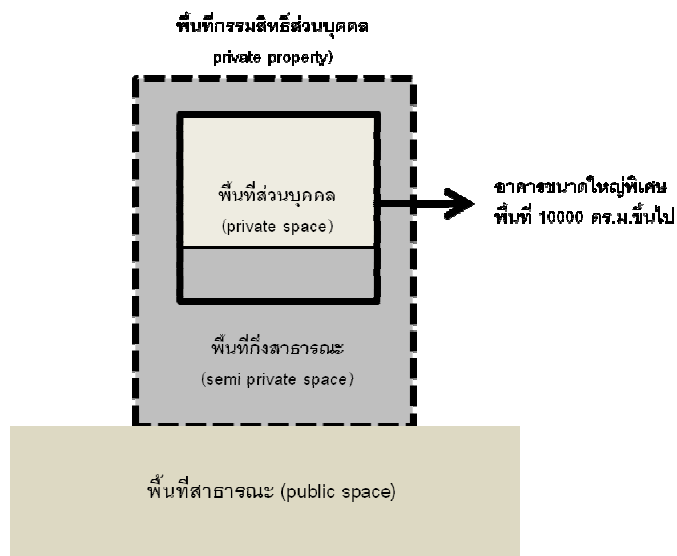 พื้นที่กรรมสิทธิ์ส่วนบุคคล
private property)
พื้นที่ส่วนบุคคล
(private space)
อาคารขนาดใหญ่พิเศษ
พื้นที่ 10000 ตร.ม.ขึ้นไป
พื้นที่กึ่งสาธารณะ
(semi private space)
พื้นที่สาธารณะ (public space)